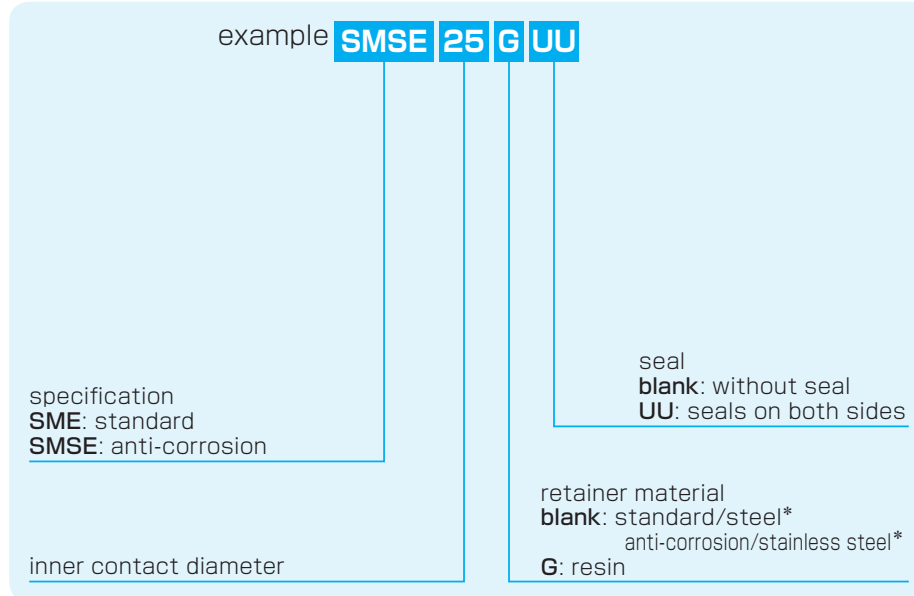 example SMSE 25 G UU
specification
SME: standard
SMSE: anti-corrosion
inner contact diameter
seal
blank: without seal
UU: seals on both sides
retainer material
blank: standard/steel*
anti-corrosion/stainless steel*
G: resin